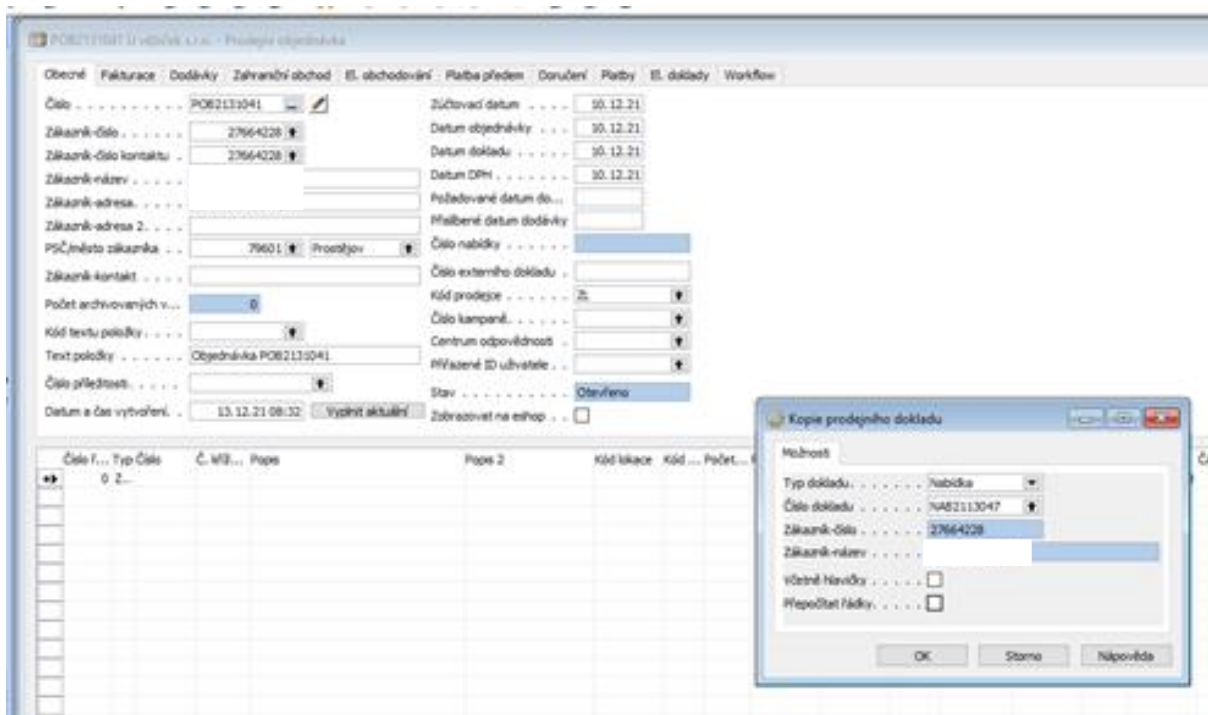 POB2131041 U věžiček s.r.o. - Prodejní objednávka
Obecné Fakturace Dodávky Zahraniční obchod El. obchodování Platba předem Doručení Platby El. doklady Workflow
Číslo . . . . . . . . . . POB2131041
Zákazník-číslo . . . . . . 27664228
Zákazník-číslo kontaktu . 27664228
Zákazník-název . . . . .
Zákazník-adresa. . . . .
Zákazník-adresa 2. . . .
PSČ/město zákazníka . . 79601 Prostějov
Zákazník-kontakt . . . .
Počet archivovaných v... 0
Kód textu položky. . . .
Text položky . . . . . . Objednávka POB2131041
Číslo příležitosti. . . . .
Datum a čas vytvoření. . 13.12.21 08:32 Vyplnit aktuální
Zúčtovací datum . . . . 10. 12. 21
Datum objednávky . . . 10. 12. 21
Datum dokladu . . . . . 10. 12. 21
Datum DPH . . . . . . . 10. 12. 21
Požadované datum do...
Přislíbené datum dodávky
Číslo nabídky . . . . . .
Číslo externího dokladu .
Kód prodejce . . . . . .
Číslo kampaně. . . . . .
Centrum odpovědnosti .
Přiřazené ID uživatele . .
Stav . . . . . . . . . . Otevřeno
Zobrazovat na eshop . .
Číslo ř... Typ Číslo Č. kříž... Popis Popis 2 Kód lokace Kód ... Počet...
0 Z...
Kopie prodejního dokladu
Možnosti
Typ dokladu. . . . . . . Nabídka
Číslo dokladu . . . . . . NAB2113047
Zákazník-číslo . . . . . . 27664228
Zákazník-název . . . . .
Včetně hlavičky . . . . .
Přepočítat řádky. . . . .
OK Storno Nápověda